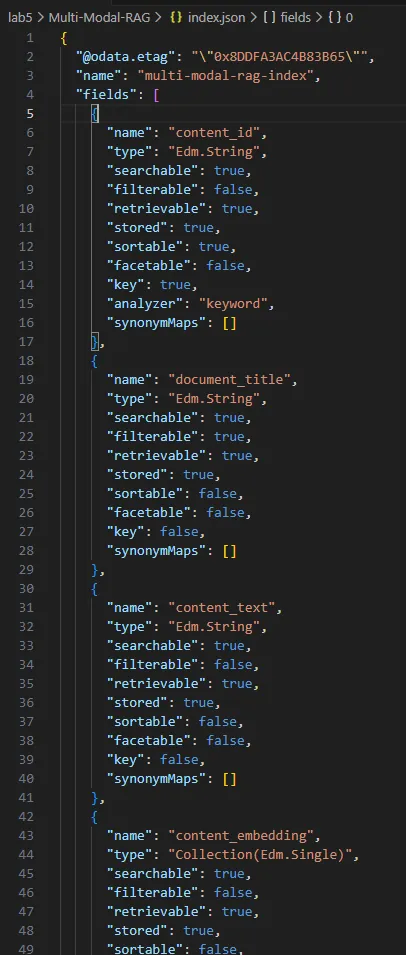 lab5 > Multi-Modal-RAG > {} index.json > [ ] fields > {} 0
1 {
2 "@odata.etag": "\"0x8DDFA3AC4B83B65\"",
3 "name": "multi-modal-rag-index",
4 "fields": [
5 {
6 "name": "content_id",
7 "type": "Edm.String",
8 "searchable": true,
9 "filterable": false,
10 "retrievable": true,
11 "stored": true,
12 "sortable": true,
13 "facetable": false,
14 "key": true,
15 "analyzer": "keyword",
16 "synonymMaps": []
17 },
18 {
19 "name": "document_title",
20 "type": "Edm.String",
21 "searchable": true,
22 "filterable": true,
23 "retrievable": true,
24 "stored": true,
25 "sortable": false,
26 "facetable": false,
27 "key": false,
28 "synonymMaps": []
29 },
30 {
31 "name": "content_text",
32 "type": "Edm.String",
33 "searchable": true,
34 "filterable": false,
35 "retrievable": true,
36 "stored": true,
37 "sortable": false,
38 "facetable": false,
39 "key": false,
40 "synonymMaps": []
41 },
42 {
43 "name": "content_embedding",
44 "type": "Collection(Edm.Single)",
45 "searchable": true,
46 "filterable": false,
47 "retrievable": true,
48 "stored": true,
49 "sortable": false,